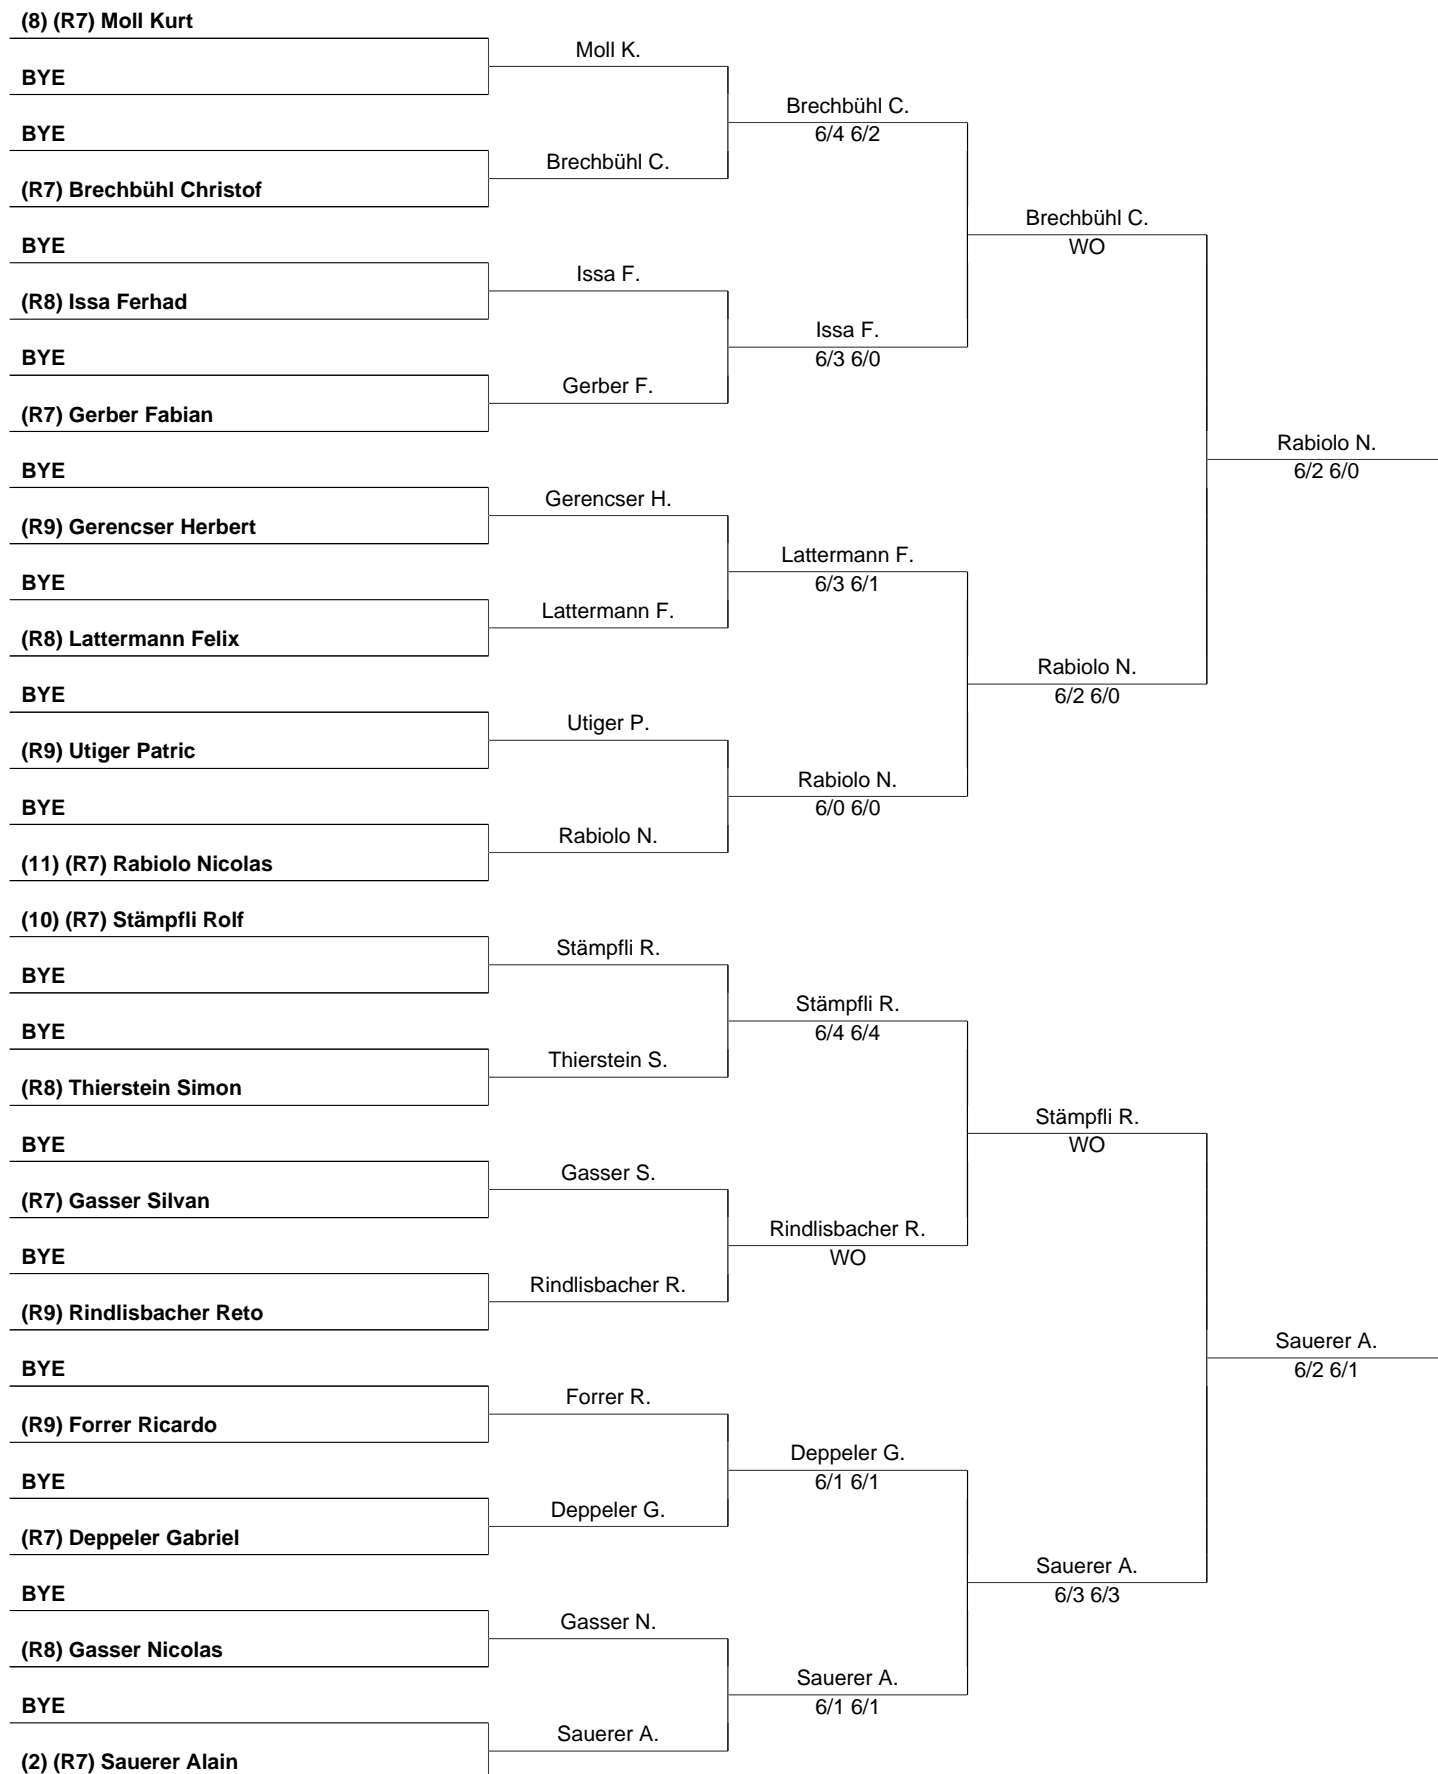 (8) (R7) Moll Kurt
BYE
BYE
(R7) Brechbühl Christof
BYE
(R8) Issa Ferhad
BYE
(R7) Gerber Fabian
BYE
(R9) Gerencser Herbert
BYE
(R8) Lattermann Felix
BYE
(R9) Utiger Patric
BYE
(11) (R7) Rabiolo Nicolas
(10) (R7) Stämpfli Rolf
BYE
BYE
(R8) Thierstein Simon
BYE
(R7) Gasser Silvan
BYE
(R9) Rindlisbacher Reto
BYE
(R9) Forrer Ricardo
BYE
(R7) Deppeler Gabriel
BYE
(R8) Gasser Nicolas
BYE
(2) (R7) Sauerer Alain
Moll K.
Brechbühl C.
Issa F.
Gerber F.
Gerencser H.
Lattermann F.
Utiger P.
Rabiolo N.
Stämpfli R.
Thierstein S.
Gasser S.
Rindlisbacher R.
Forrer R.
Deppeler G.
Gasser N.
Sauerer A.
Brechbühl C.
6/4 6/2
Issa F.
6/3 6/0
Lattermann F.
6/3 6/1
Rabiolo N.
6/0 6/0
Stämpfli R.
6/4 6/4
Rindlisbacher R.
WO
Deppeler G.
6/1 6/1
Sauerer A.
6/1 6/1
Brechbühl C.
WO
Rabiolo N.
6/2 6/0
Stämpfli R.
WO
Sauerer A.
6/3 6/3
Rabiolo N.
6/2 6/0
Sauerer A.
6/2 6/1